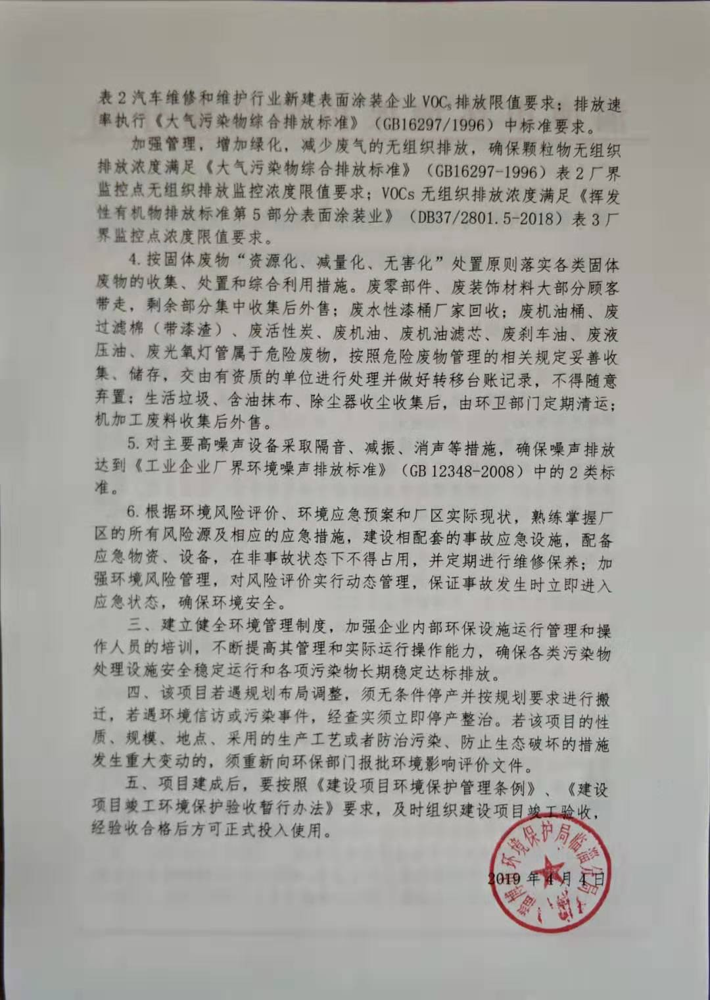 表2汽车维修和维护行业新建表面涂装企业VOCs排放限值要求；排放速
率执行《大气污染物综合排放标准》（GB16297/1996）中标准要求。
加强管理，增加绿化，减少废气的无组织排放，确保颗粒物无组织
排放浓度满足《大气污染物综合排放标准》（GB16297-1996）表2厂界
监控点无组织排放监控浓度限值要求；VOCs无组织排放浓度满足《挥发
性有机物排放标准第5部分表面涂装业》（DB37/2801.5-2018）表3厂
界监控点浓度限值要求。
4.按固体废物“资源化、减量化、无害化”处置原则落实各类固体
废物的收集、处置和综合利用措施。废零部件、废装饰材料大部分顾客
带走，剩余部分集中收集后外售；废水性漆桶厂家回收；废机油桶、废
过滤棉（带漆渣）、废活性炭、废机油、废机油滤芯、废刹车油、废液
压油、废光氧灯管属于危险废物，按照危险废物管理的相关规定妥善收
集、储存，交由有资质的单位进行处理并做好转移台账记录，不得随意
弃置；生活垃圾、含油抹布、除尘器收尘收集后，由环卫部门定期清运；
机加工废料收集后外售。
5.对主要高噪声设备采取隔音、减振、消声等措施，确保噪声排放
达到《工业企业厂界环境噪声排放标准》（GB 12348-2008）中的2类标
准。
6.根据环境风险评价、环境应急预案和厂区实际现状，熟练掌握厂
区的所有风险源及相应的应急措施，建设相配套的事故应急设施，配备
应急物资、设备，在非事故状态下不得占用，并定期进行维修保养；加
强环境风险管理，对风险评价实行动态管理，保证事故发生时立即进入
应急状态，确保环境安全。
三、建立健全环境管理制度，加强企业内部环保设施运行管理和操
作人员的培训，不断提高其管理和实际运行操作能力，确保各类污染物
处理设施安全稳定运行和各项污染物长期稳定达标排放。
四、该项目若遇规划布局调整，须无条件停产并按规划要求进行搬
迁，若遇环境信访或污染事件，经查实须立即停产整治。若该项目的性
质、规模、地点、采用的生产工艺或者防治污染、防止生态破坏的措施
发生重大变动的，须重新向环保部门报批环境影响评价文件。
五、项目建成后，要按照《建设项目环境保护管理条例》、《建设
项目竣工环境保护验收暂行办法》要求，及时组织建设项目竣工验收，
经验收合格后方可正式投入使用。
淄博市环境保护局临淄分局
2019年4月4日